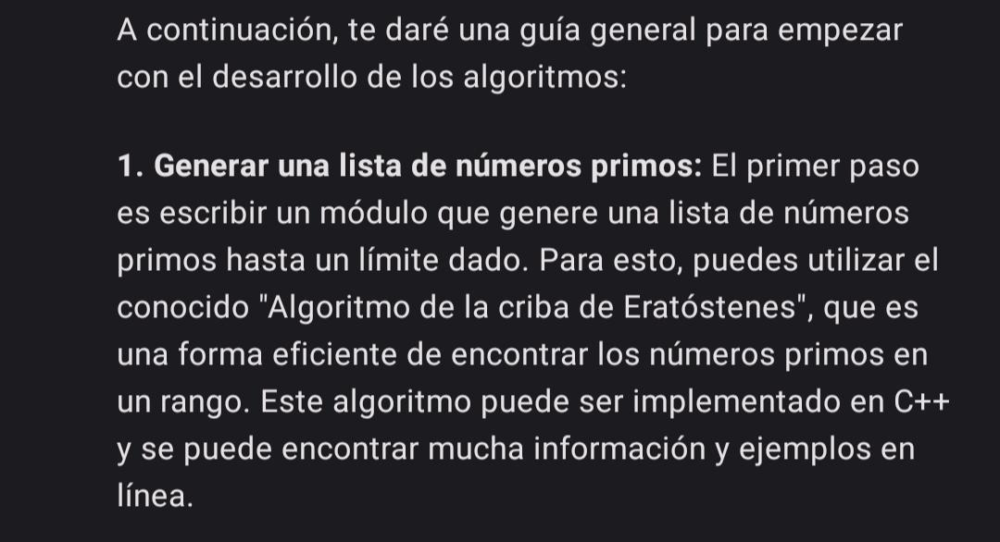 A continuación, te daré una guía general para empezar
con el desarrollo de los algoritmos:
1. Generar una lista de números primos: El primer paso
es escribir un módulo que genere una lista de números
primos hasta un límite dado. Para esto, puedes utilizar el
conocido "Algoritmo de la criba de Eratóstenes", que es
una forma eficiente de encontrar los números primos en
un rango. Este algoritmo puede ser implementado en C++
y se puede encontrar mucha información y ejemplos en
línea.